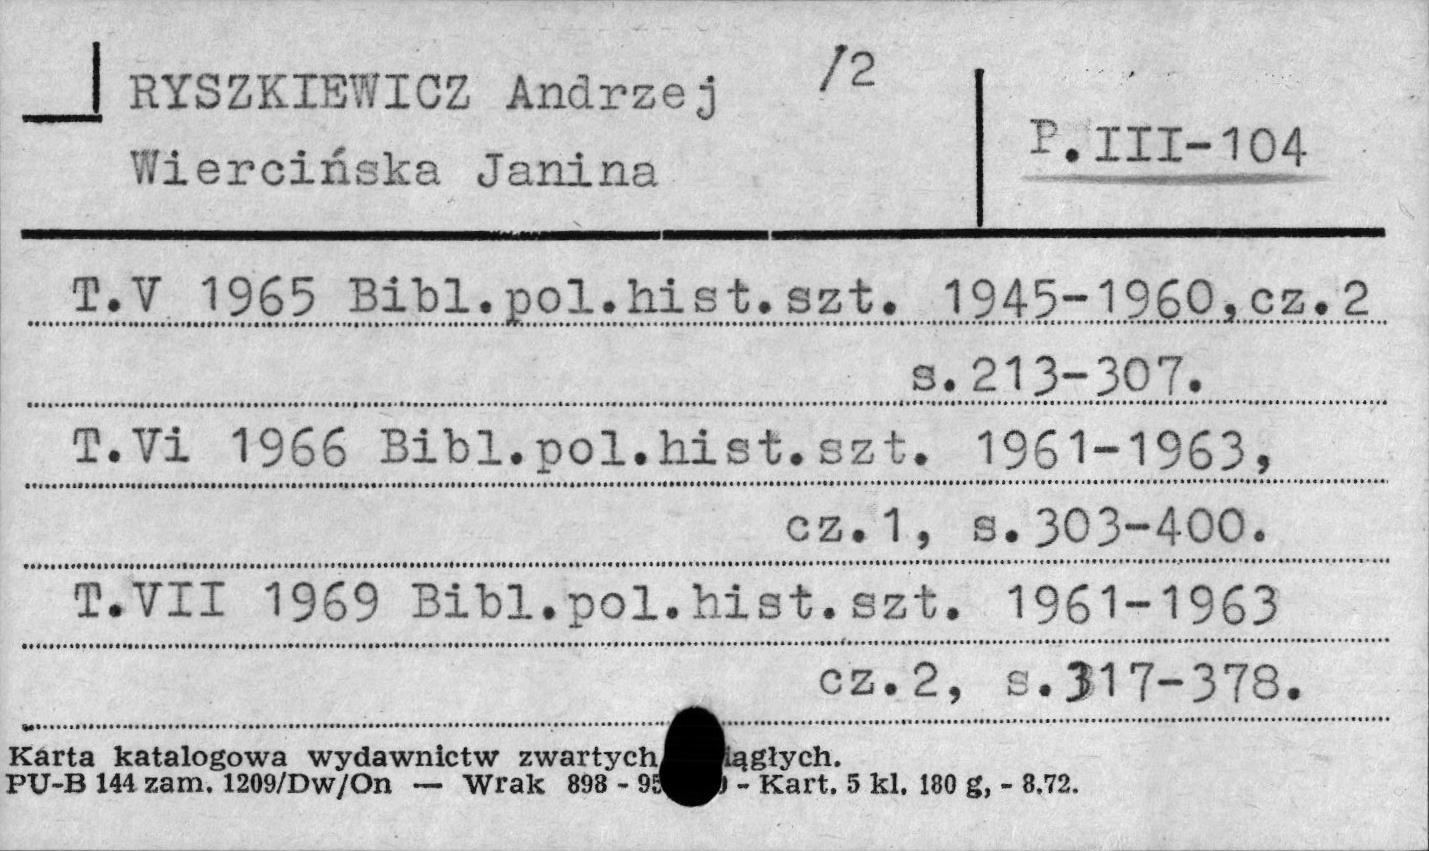 RYSZKIEWICZ Andrzej /2
Wiercińska Janina
P.III-104
T.V 1965 Bibl.pol.hist.szt. 1945-1960,cz.2
s.213-307.
T.Vi 1966 Bibl.pol.hist.szt. 1961-1963,
cz.1, s.303-400.
T.VII 1969 Bibl.pol.hist.szt. 1961-1963
cz.2, s.317-378.
Karta katalogowa wydawnictw zwartych
PU-B 144 zam. 1209/Dw/On — Wrak 898 - - Kart. 5 kl. 180 g, - 8.72.